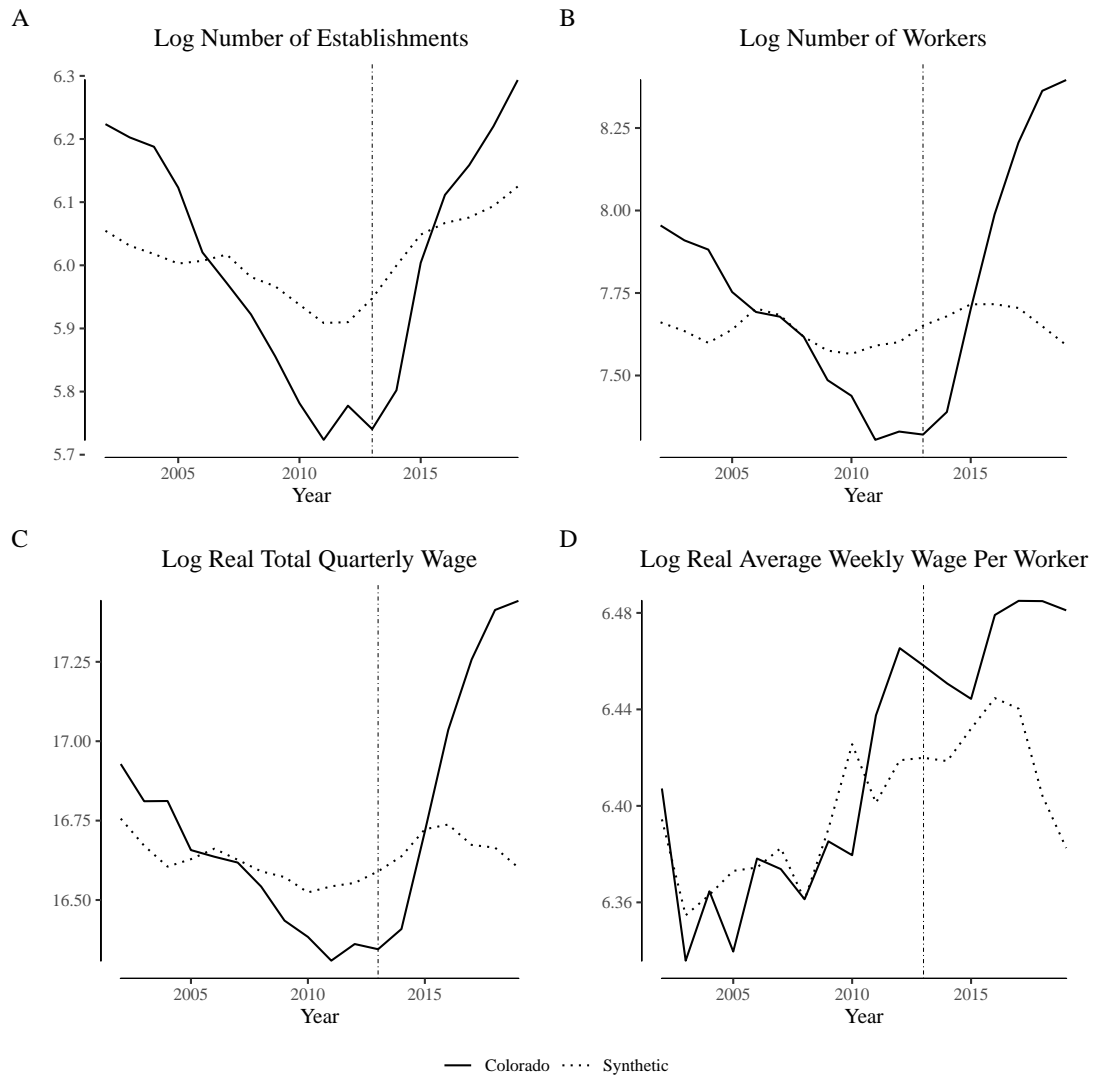 A
Log Number of Establishments
6.3
6.2
6.1
6.0
5.9
5.8
5.7
2005 2010 2015
Year
B
Log Number of Workers
8.25
8.00
7.75
7.50
2005 2010 2015
Year
C
Log Real Total Quarterly Wage
17.25
17.00
16.75
16.50
2005 2010 2015
Year
D
Log Real Average Weekly Wage Per Worker
6.48
6.44
6.40
6.36
2005 2010 2015
Year
Colorado Synthetic